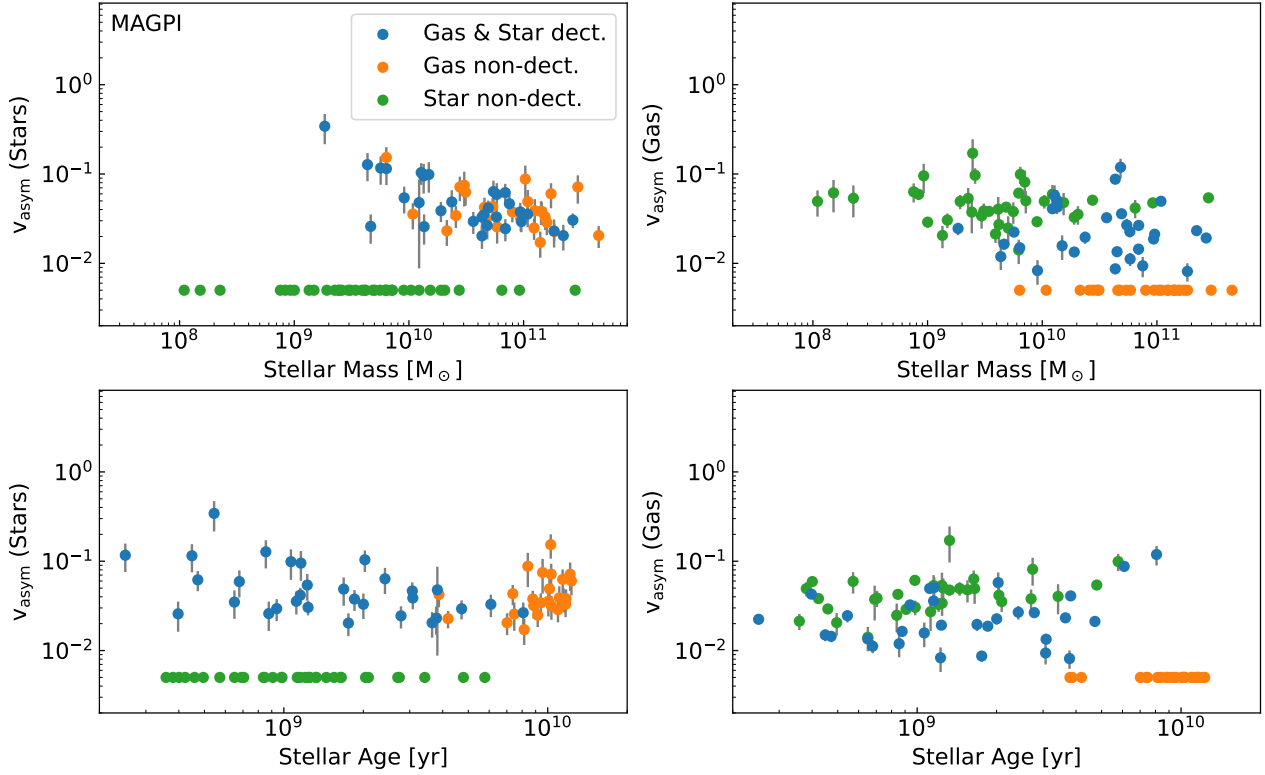 MAGPI
Gas & Star dect.
Gas non-dect.
Star non-dect.
v_asym (Stars)
10^0
10^-1
10^-2
10^8
10^9
10^10
10^11
Stellar Mass [M_⊙]
v_asym (Gas)
10^0
10^-1
10^-2
10^8
10^9
10^10
10^11
Stellar Mass [M_⊙]
v_asym (Stars)
10^0
10^-1
10^-2
10^9
10^10
Stellar Age [yr]
v_asym (Gas)
10^0
10^-1
10^-2
10^9
10^10
Stellar Age [yr]